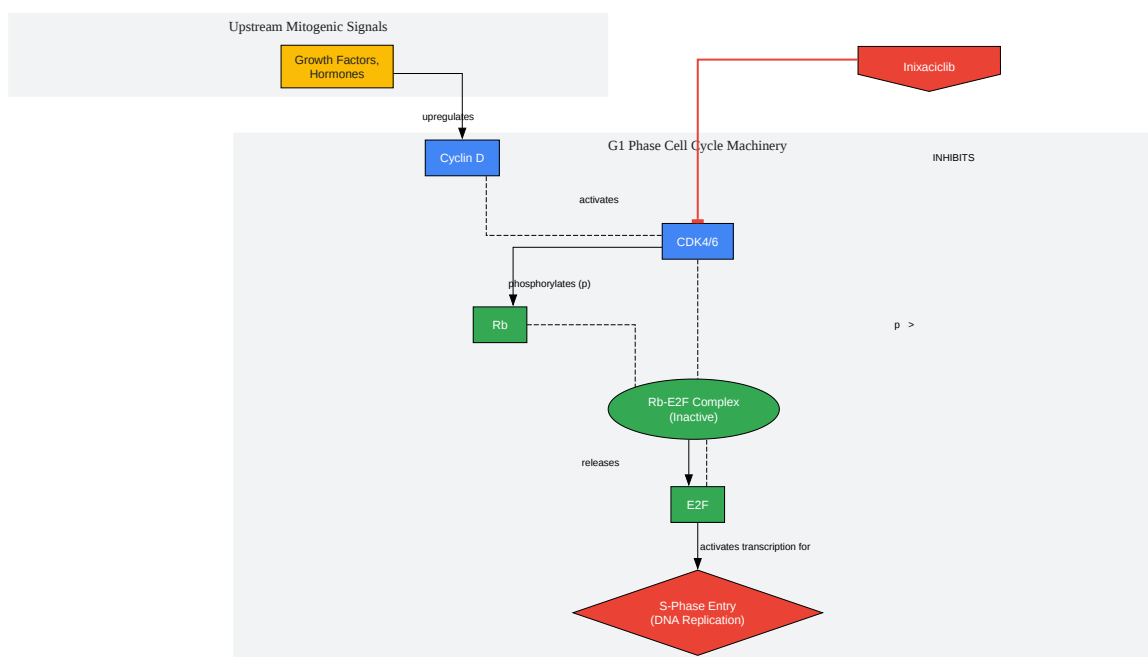 Upstream Mitogenic Signals
Growth Factors,
Hormones
Inixaciclib
upregulates
G1 Phase Cell Cycle Machinery
Cyclin D
INHIBITS
activates
CDK4/6
phosphorylates (p)
Rb
p >
Rb-E2F Complex
(Inactive)
releases
E2F
activates transcription for
S-Phase Entry
(DNA Replication)